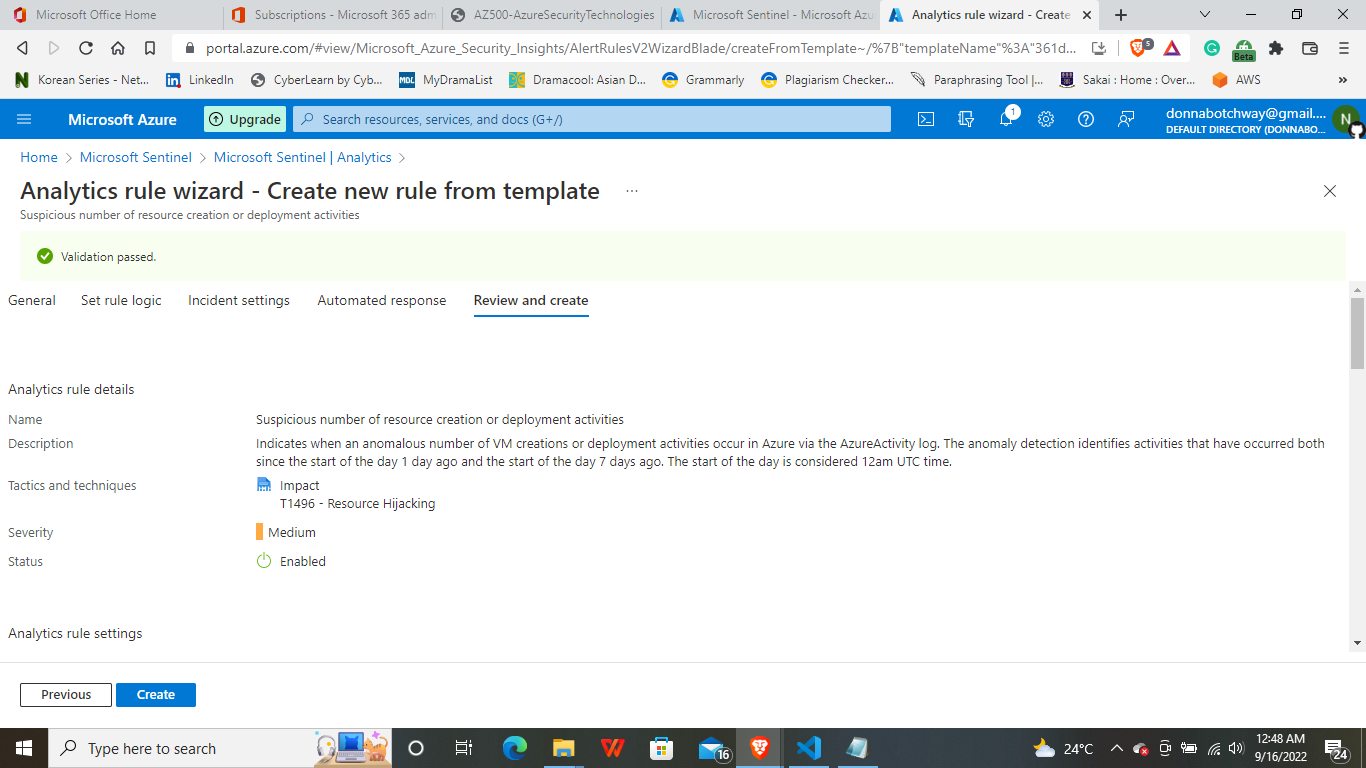 Microsoft Office Home
Subscriptions - Microsoft 365 adm
AZ500-AzureSecurityTechnologies
Microsoft Sentinel - Microsoft Azu
Analytics rule wizard - Create
portal.azure.com/#view/Microsoft_Azure_Security_Insights/AlertRulesV2WizardBlade/createFromTemplate~/%7B"templateName"%3A"361d...
5
Beta
Korean Series - Net...
LinkedIn
CyberLearn by Cyb...
MDL
MyDramaList
Dramacool: Asian D...
Grammarly
Plagiarism Checker...
Paraphrasing Tool |...
Sakai : Home : Over...
AWS
»
Microsoft Azure
Upgrade
Search resources, services, and docs (G+/)
1
donnabotchway@gmail....
DEFAULT DIRECTORY (DONNABO...
N
Home > Microsoft Sentinel > Microsoft Sentinel | Analytics >
Analytics rule wizard - Create new rule from template ...
Suspicious number of resource creation or deployment activities
Validation passed.
General
Set rule logic
Incident settings
Automated response
Review and create
Analytics rule details
Name
Suspicious number of resource creation or deployment activities
Description
Indicates when an anomalous number of VM creations or deployment activities occur in Azure via the AzureActivity log. The anomaly detection identifies activities that have occurred both
since the start of the day 1 day ago and the start of the day 7 days ago. The start of the day is considered 12am UTC time.
Tactics and techniques
Impact
T1496 - Resource Hijacking
Severity
Medium
Status
Enabled
Analytics rule settings
Previous
Create
Type here to search
16
24°C
12:48 AM
9/16/2022
24